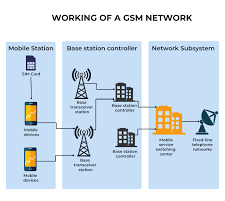 WORKING OF A GSM NETWORK
Mobile Station
Base station controller
Network Subsystem
SIM Card
Mobile
devices
Mobile
devices
Base
transceiver
station
Base
transceiver
station
Base-station
controller
Base-station
controller
Mobile
service
switching
center
Fixed-line
telephone
networks